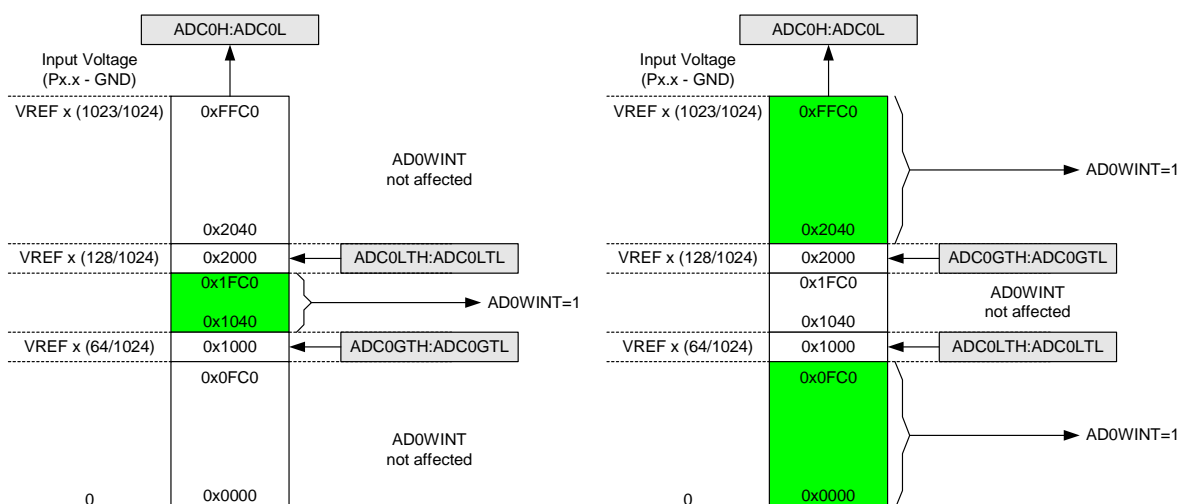 ADC0H:ADC0L
Input Voltage
(Px.x - GND)
VREF x (1023/1024)
0xFFC0
AD0WINT
not affected
0x2040
VREF x (128/1024)
0x2000
ADC0LTH:ADC0LTL
0x1FC0
AD0WINT=1
0x1040
VREF x (64/1024)
0x1000
ADC0GTH:ADC0GTL
0x0FC0
AD0WINT
not affected
0
0x0000
ADC0H:ADC0L
Input Voltage
(Px.x - GND)
VREF x (1023/1024)
0xFFC0
AD0WINT=1
0x2040
VREF x (128/1024)
0x2000
ADC0GTH:ADC0GTL
0x1FC0
AD0WINT
not affected
0x1040
VREF x (64/1024)
0x1000
ADC0LTH:ADC0LTL
0x0FC0
AD0WINT=1
0
0x0000